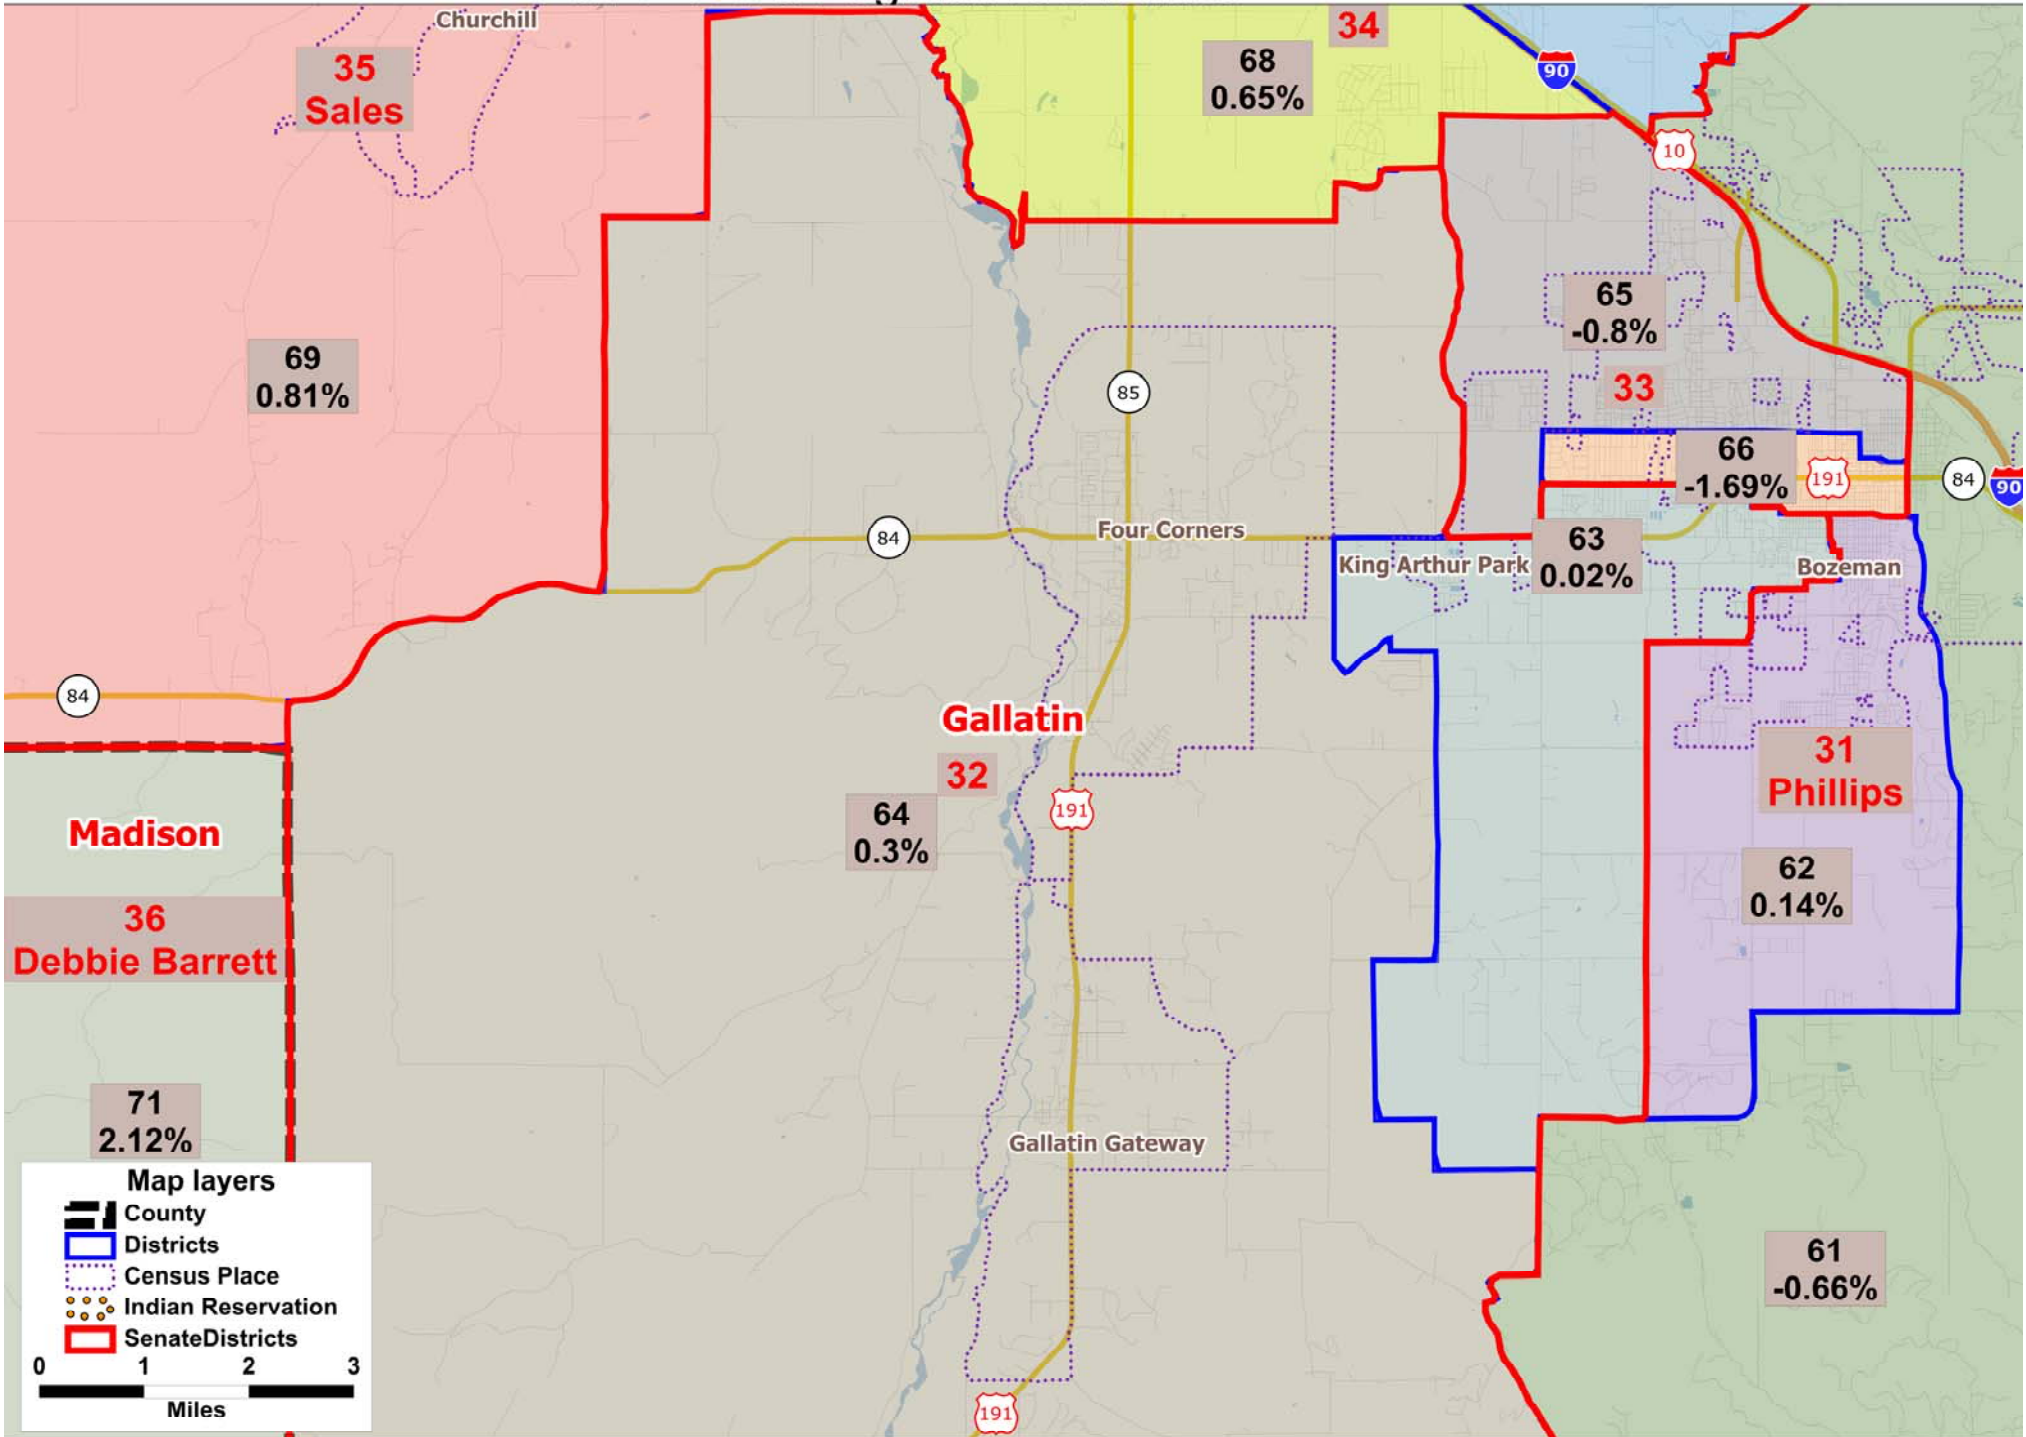 Churchill
34
35
Sales
68
0.65%
90
10
65
-0.8%
69
0.81%
85
33
66
-1.69%
191
84
90
84
Four Corners
63
0.02%
King Arthur Park
Bozeman
84
Gallatin
31
Phillips
32
64
0.3%
191
Madison
62
0.14%
36
Debbie Barrett
71
2.12%
Gallatin Gateway
Map layers
County
Districts
Census Place
Indian Reservation
SenateDistricts
0 1 2 3
Miles
61
-0.66%
191